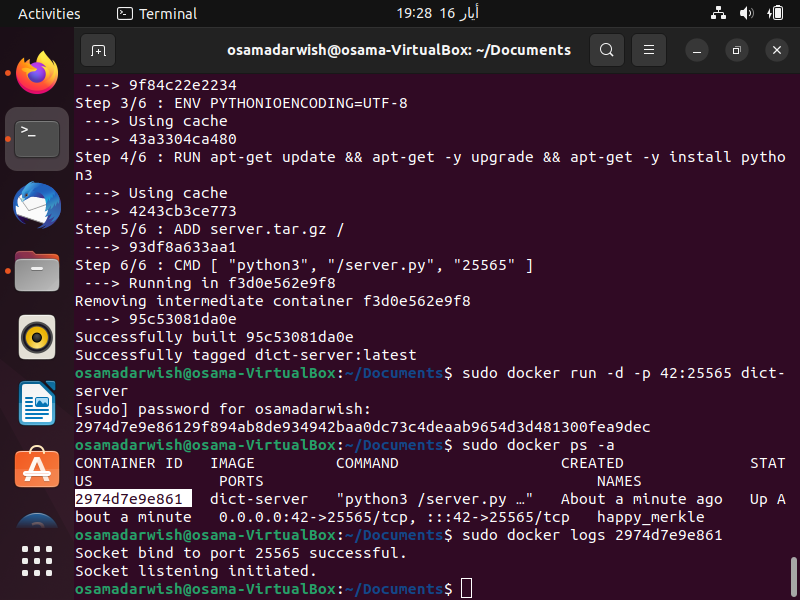 Activities
Terminal
أيار 16 19:28
osamadarwish@osama-VirtualBox: ~/Documents
---> 9f84c22e2234
Step 3/6 : ENV PYTHONIOENCODING=UTF-8
---> Using cache
---> 43a3304ca480
Step 4/6 : RUN apt-get update && apt-get -y upgrade && apt-get -y install pytho
n3
---> Using cache
---> 4243cb3ce773
Step 5/6 : ADD server.tar.gz /
---> 93df8a633aa1
Step 6/6 : CMD [ "python3", "/server.py", "25565" ]
---> Running in f3d0e562e9f8
Removing intermediate container f3d0e562e9f8
---> 95c53081da0e
Successfully built 95c53081da0e
Successfully tagged dict-server:latest
osamadarwish@osama-VirtualBox:~/Documents$ sudo docker run -d -p 42:25565 dict-
server
[sudo] password for osamadarwish:
2974d7e9e86129f894ab8de934942baa0dc73c4deaab9654d3d481300fea9dec
osamadarwish@osama-VirtualBox:~/Documents$ sudo docker ps -a
CONTAINER ID   IMAGE         COMMAND                  CREATED              STAT
US              PORTS                                     NAMES
2974d7e9e861   dict-server   "python3 /server.py …"   About a minute ago   Up A
bout a minute   0.0.0.0:42->25565/tcp, :::42->25565/tcp   happy_merkle
osamadarwish@osama-VirtualBox:~/Documents$ sudo docker logs 2974d7e9e861
Socket bind to port 25565 successful.
Socket listening initiated.
osamadarwish@osama-VirtualBox:~/Documents$